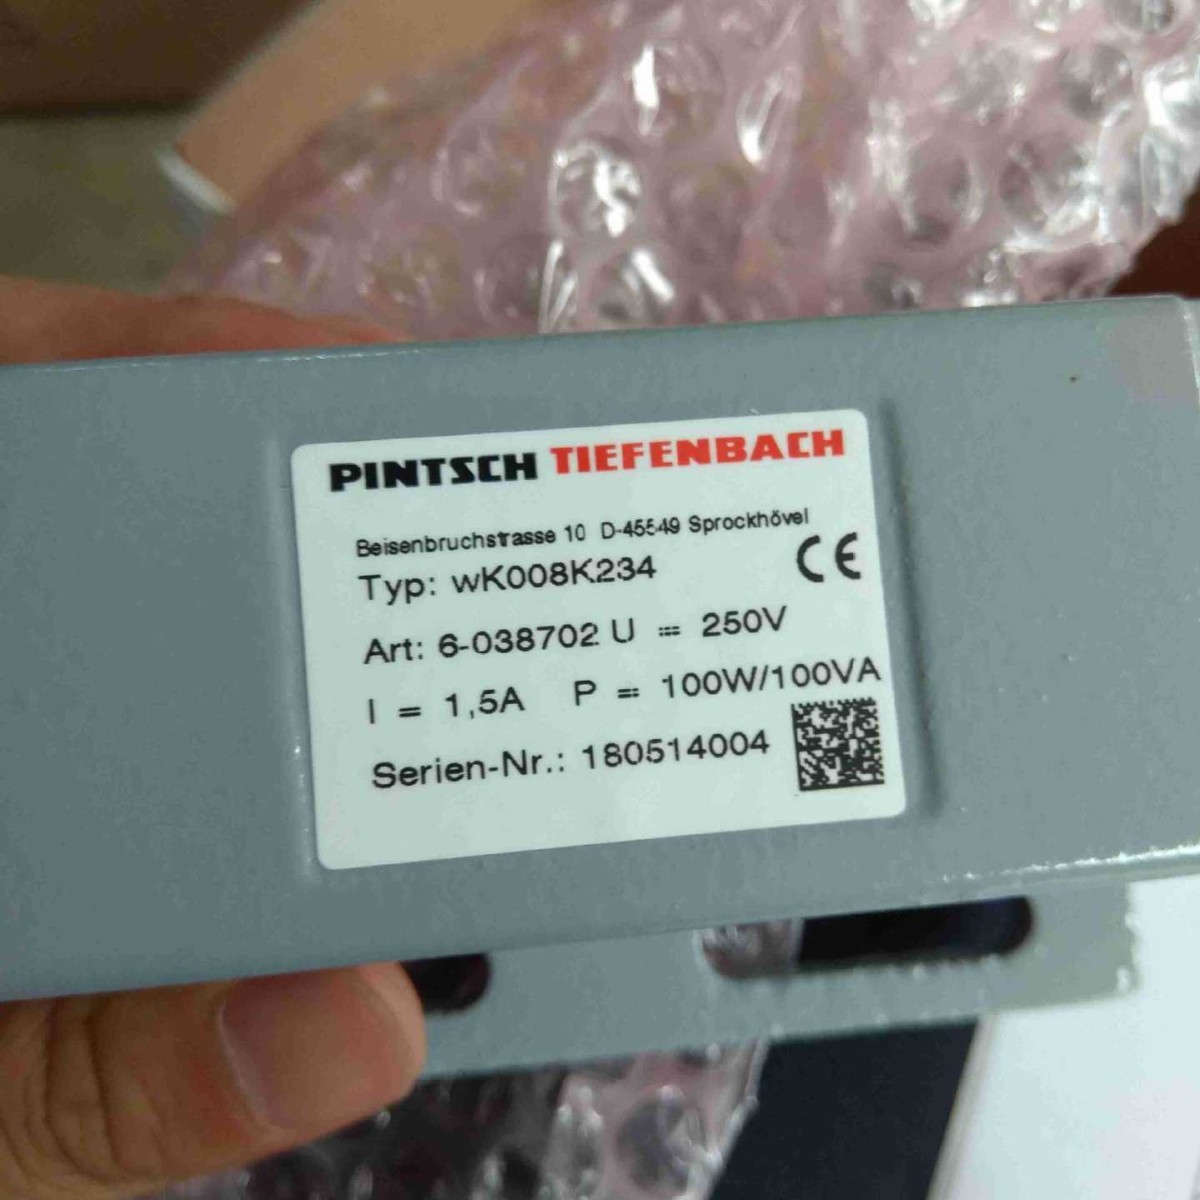 PINTSCH TIEFENBACH
Beisenbruchstrasse 10 D-45549 Sprockhövel
Typ: wK008K234 CE
Art: 6-038702 U = 250V
I = 1,5A P = 100W/100VA
Serien-Nr.: 180514004